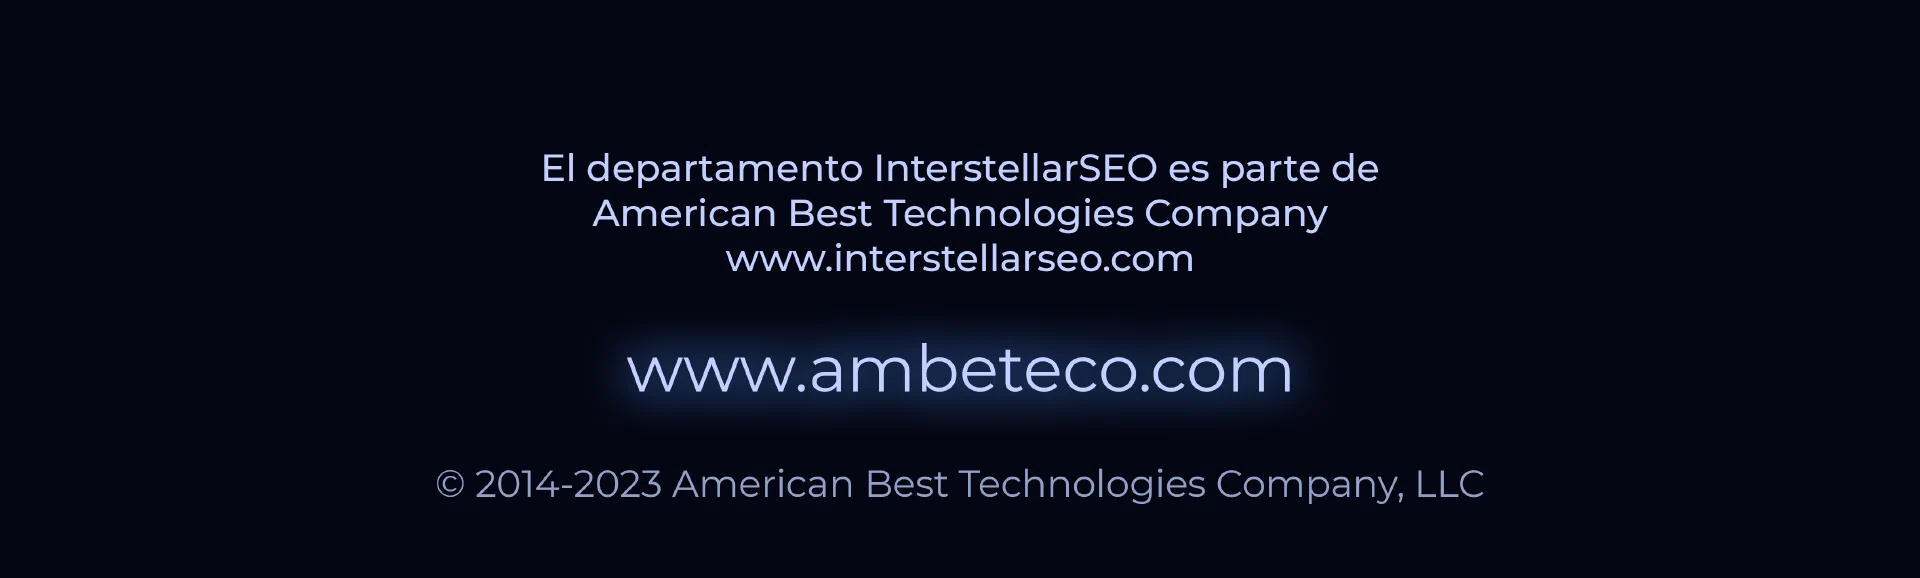 El departamento InterstellarSEO es parte de
American Best Technologies Company
www.interstellarseo.com
www.ambeteco.com
© 2014-2023 American Best Technologies Company, LLC